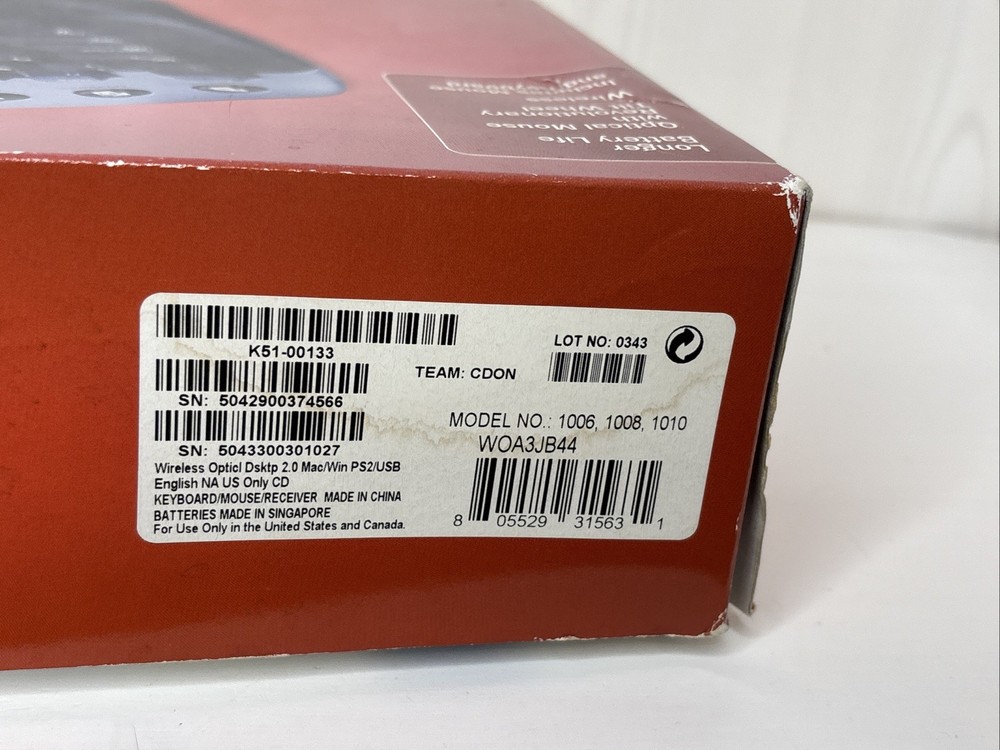 Longer
Battery Life
Optical Mouse
with
Revolutionary
Tilt Wheel
Wireless
K51-00133
SN: 5042900374566
SN: 5043300301027
Wireless Opticl Dsktp 2.0 Mac/Win PS2/USB
English NA US Only CD
KEYBOARD/MOUSE/RECEIVER MADE IN CHINA
BATTERIES MADE IN SINGAPORE
For Use Only in the United States and Canada.
TEAM: CDON
LOT NO: 0343
MODEL NO.: 1006, 1008, 1010
WOA3JB44
8 05529 31563 1